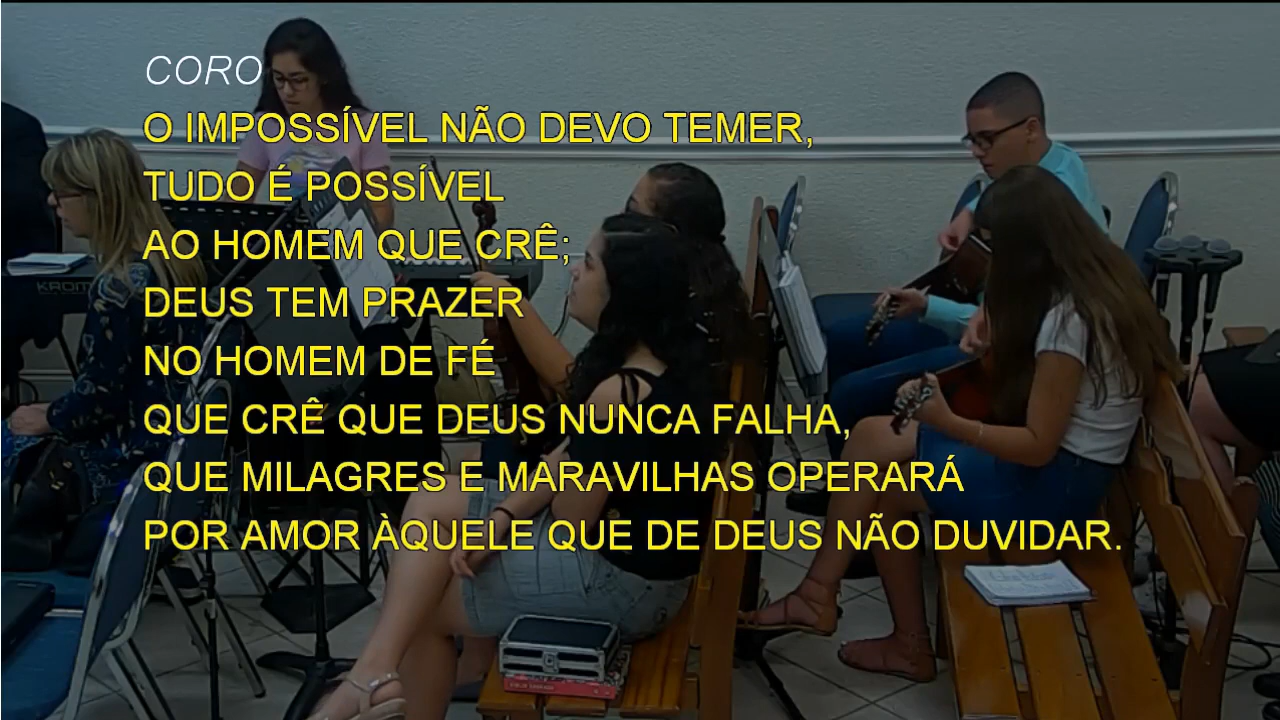 CORO
O IMPOSSÍVEL NÃO DEVO TEMER,
TUDO É POSSÍVEL
AO HOMEM QUE CRÊ;
DEUS TEM PRAZER
NO HOMEM DE FÉ
QUE CRÊ QUE DEUS NUNCA FALHA,
QUE MILAGRES E MARAVILHAS OPERARÁ
POR AMOR ÀQUELE QUE DE DEUS NÃO DUVIDAR.